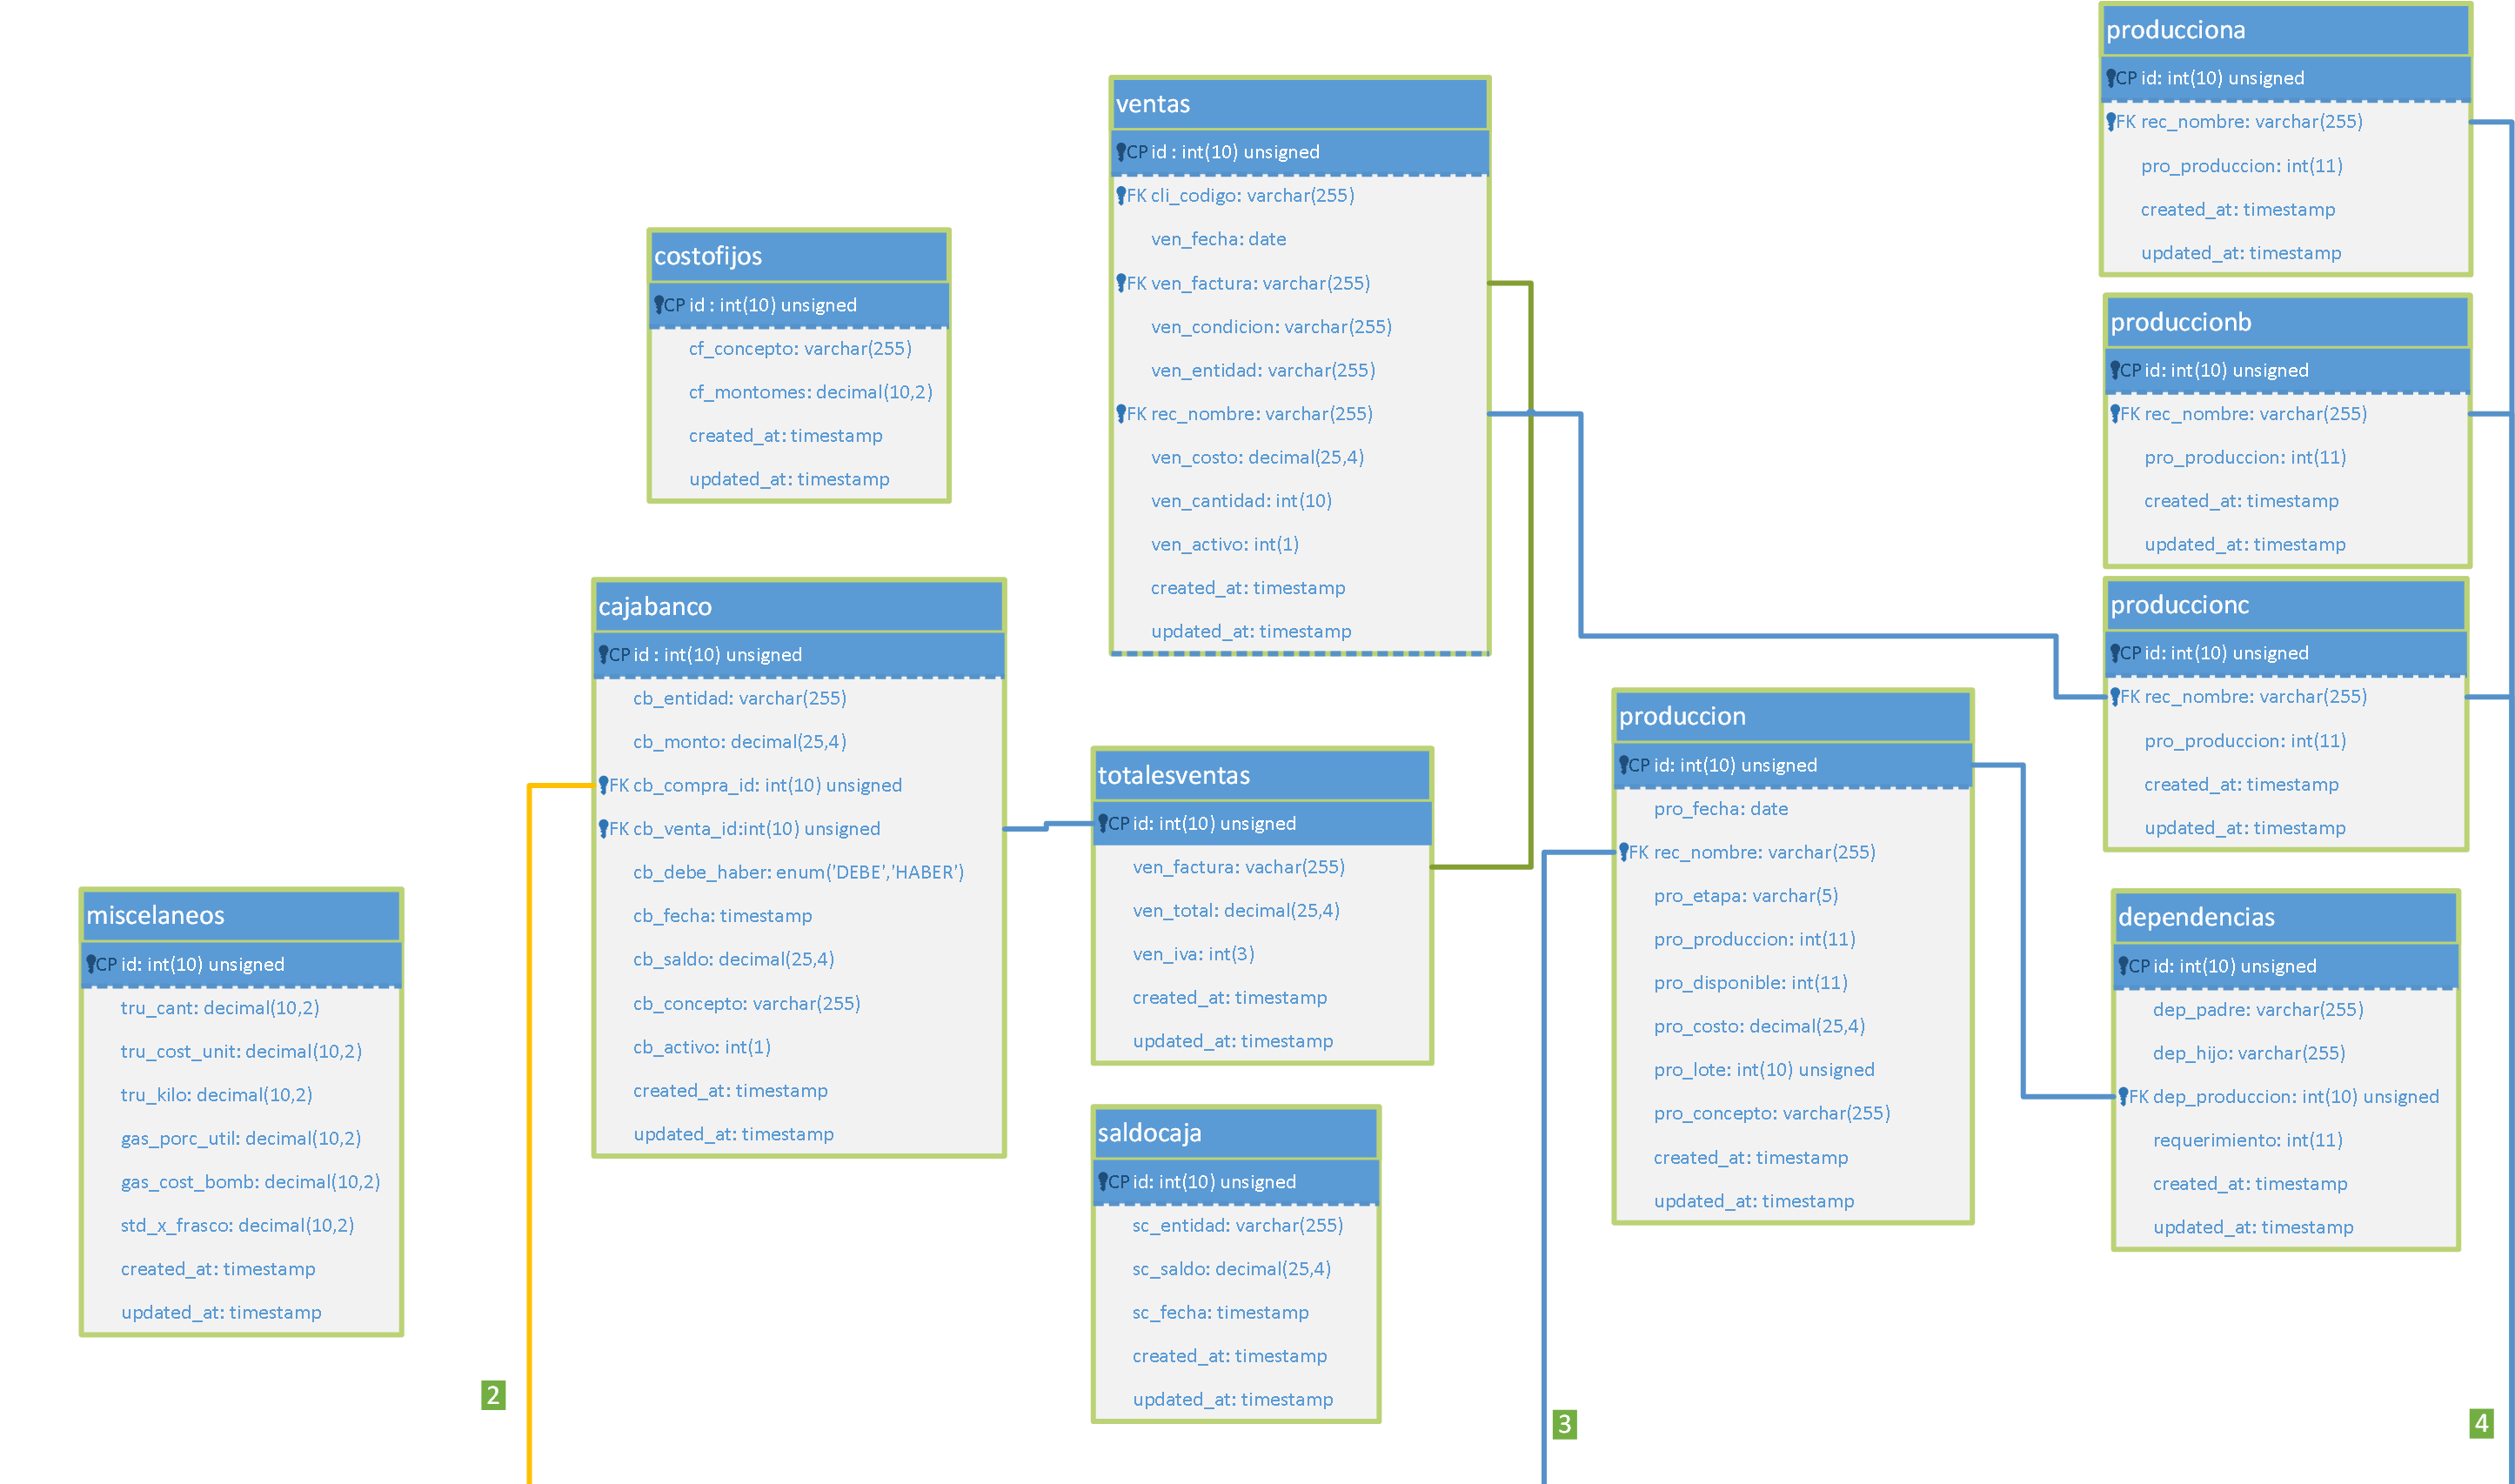 producciona
CP id: int(10) unsigned
FK rec_nombre: varchar(255)
pro_produccion: int(11)
created_at: timestamp
updated_at: timestamp
ventas
CP id : int(10) unsigned
FK cli_codigo: varchar(255)
ven_fecha: date
FK ven_factura: varchar(255)
ven_condicion: varchar(255)
ven_entidad: varchar(255)
FK rec_nombre: varchar(255)
ven_costo: decimal(25,4)
ven_cantidad: int(10)
ven_activo: int(1)
created_at: timestamp
updated_at: timestamp
costofijos
CP id : int(10) unsigned
cf_concepto: varchar(255)
cf_montomes: decimal(10,2)
created_at: timestamp
updated_at: timestamp
produccionb
CP id: int(10) unsigned
FK rec_nombre: varchar(255)
pro_produccion: int(11)
created_at: timestamp
updated_at: timestamp
cajabanco
CP id : int(10) unsigned
cb_entidad: varchar(255)
cb_monto: decimal(25,4)
FK cb_compra_id: int(10) unsigned
FK cb_venta_id:int(10) unsigned
cb_debe_haber: enum('DEBE','HABER')
cb_fecha: timestamp
cb_saldo: decimal(25,4)
cb_concepto: varchar(255)
cb_activo: int(1)
created_at: timestamp
updated_at: timestamp
produccionc
CP id: int(10) unsigned
FK rec_nombre: varchar(255)
pro_produccion: int(11)
created_at: timestamp
updated_at: timestamp
produccion
CP id: int(10) unsigned
pro_fecha: date
FK rec_nombre: varchar(255)
pro_etapa: varchar(5)
pro_produccion: int(11)
pro_disponible: int(11)
pro_costo: decimal(25,4)
pro_lote: int(10) unsigned
pro_concepto: varchar(255)
created_at: timestamp
updated_at: timestamp
totalesventas
CP id: int(10) unsigned
ven_factura: vachar(255)
ven_total: decimal(25,4)
ven_iva: int(3)
created_at: timestamp
updated_at: timestamp
miscelaneos
CP id: int(10) unsigned
tru_cant: decimal(10,2)
tru_cost_unit: decimal(10,2)
tru_kilo: decimal(10,2)
gas_porc_util: decimal(10,2)
gas_cost_bomb: decimal(10,2)
std_x_frasco: decimal(10,2)
created_at: timestamp
updated_at: timestamp
dependencias
CP id: int(10) unsigned
dep_padre: varchar(255)
dep_hijo: varchar(255)
FK dep_produccion: int(10) unsigned
requerimiento: int(11)
created_at: timestamp
updated_at: timestamp
saldocaja
CP id: int(10) unsigned
sc_entidad: varchar(255)
sc_saldo: decimal(25,4)
sc_fecha: timestamp
created_at: timestamp
updated_at: timestamp
2
3
4